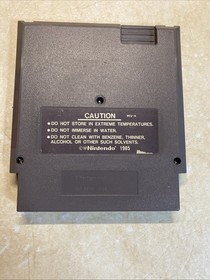 CAUTION
REV-A
●DO NOT STORE IN EXTREME TEMPERATURES.
●DO NOT IMMERSE IN WATER.
●DO NOT CLEAN WITH BENZENE, THINNER,
ALCOHOL OR OTHER SUCH SOLVENTS.
©®Nintendo® 1985